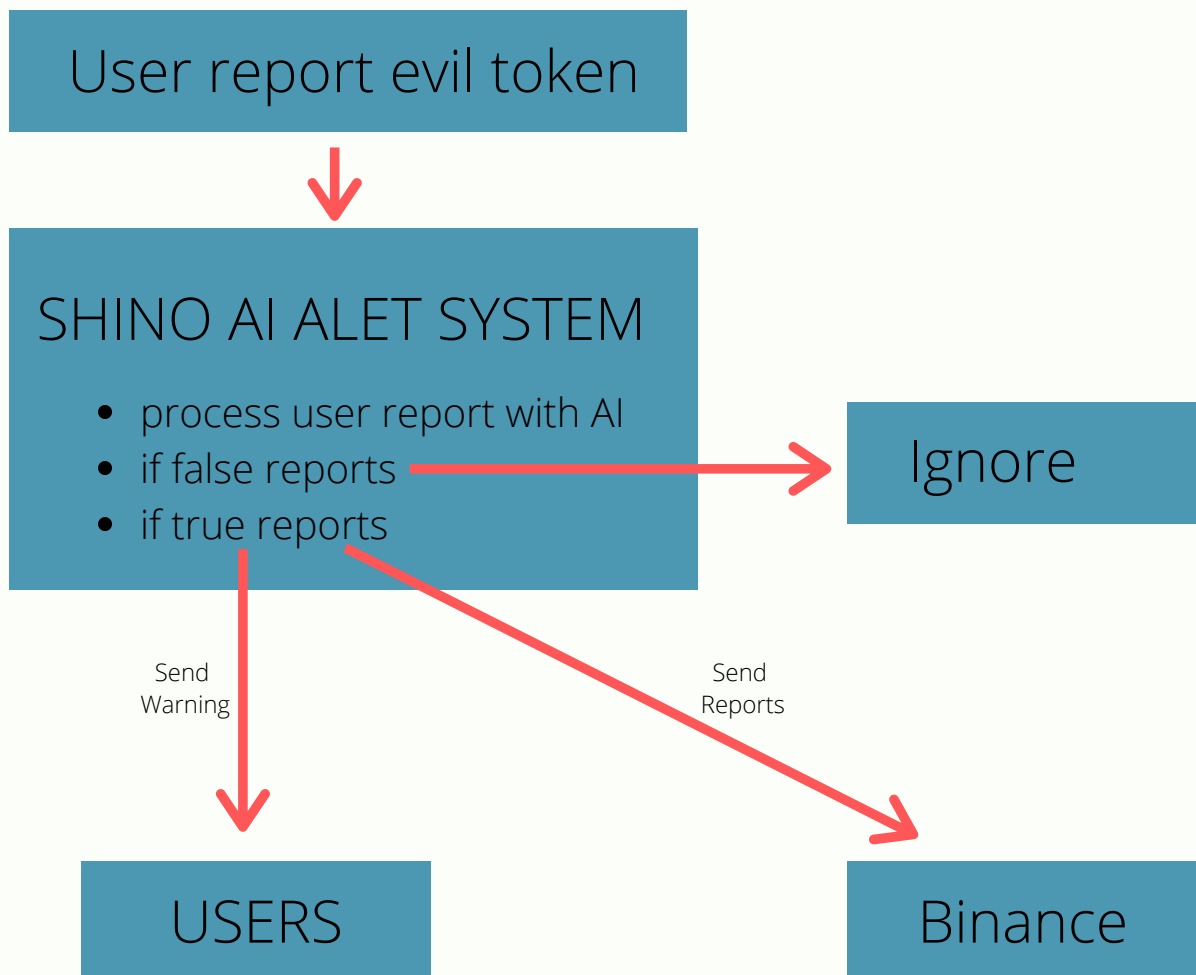 User report evil token
SHINO AI ALET SYSTEM
process user report with AI
if false reports
if true reports
Ignore
Send
Warning
Send
Reports
USERS
Binance